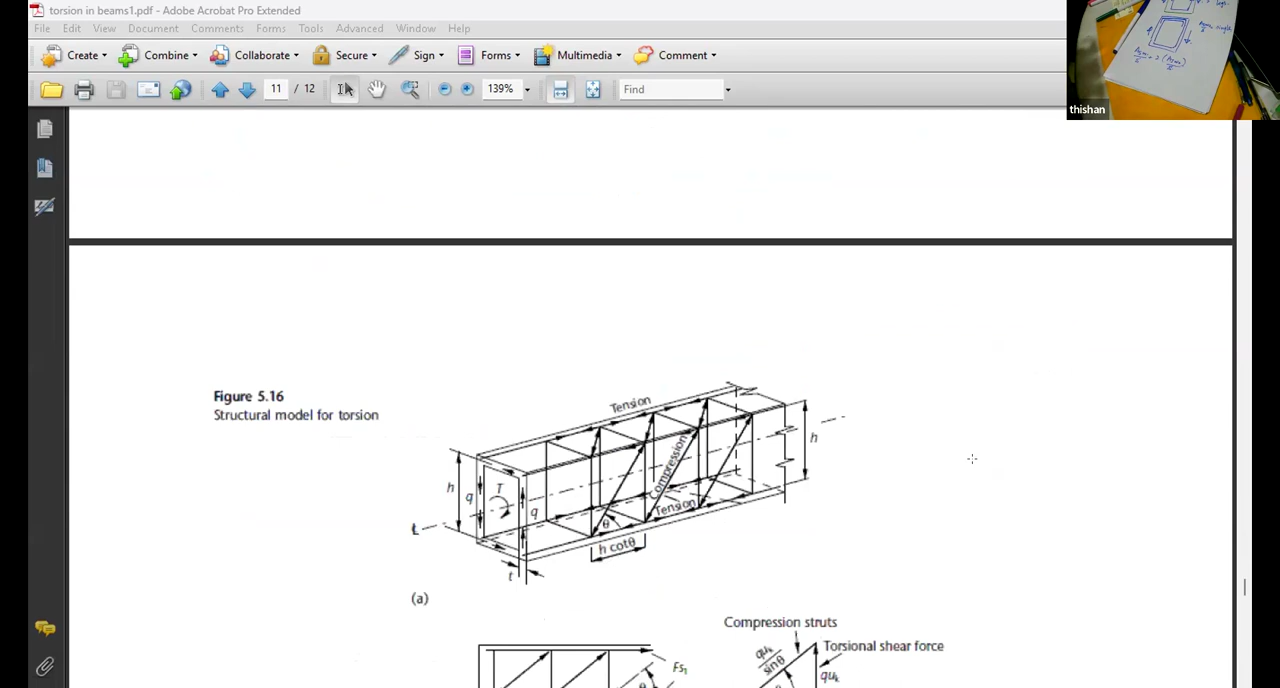 torsion in beams1.pdf - Adobe Acrobat Pro Extended
File Edit View Document Comments Forms Tools Advanced Window Help
Create Combine Collaborate Secure Sign Forms Multimedia Comment
11 / 12 139% Find
thishan
Figure 5.16
Structural model for torsion
Tension
h
q
T
q
Compression
Tension
θ
h cotθ
h
t
(a)
Compression struts
Torsional shear force
Fs₁
sinθ